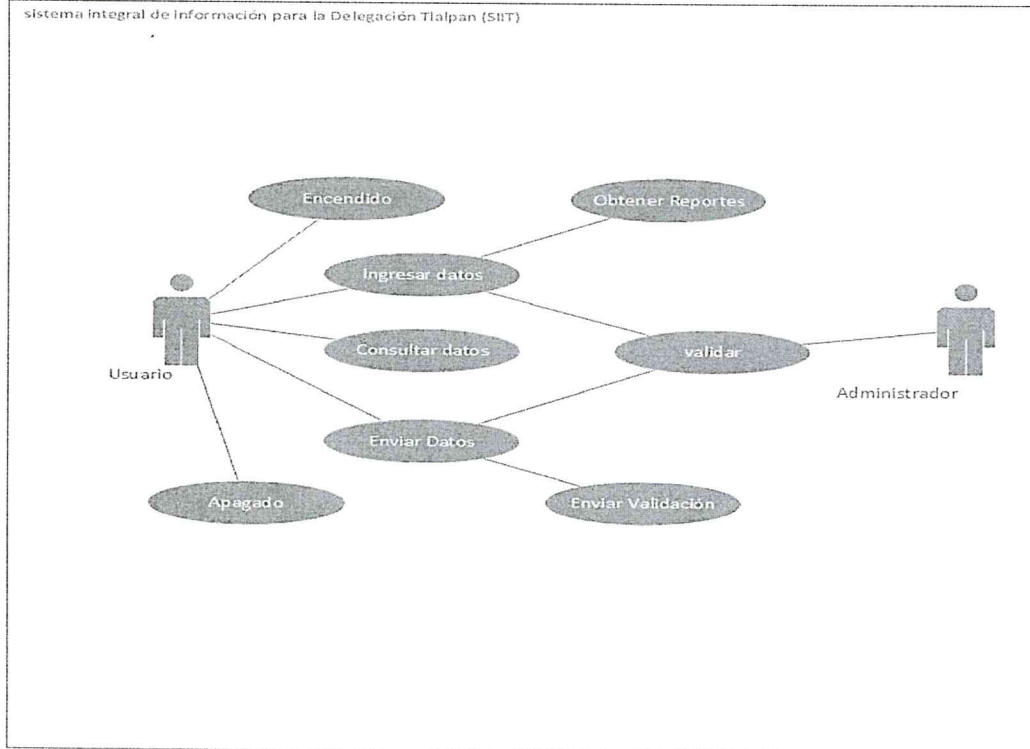 sistema integral de información para la Delegación Tlalpan (SIIT)
Encendido
Obtener Reportes
Ingresar datos
Consultar datos
validar
Usuario
Administrador
Enviar Datos
Apagado
Enviar Validación